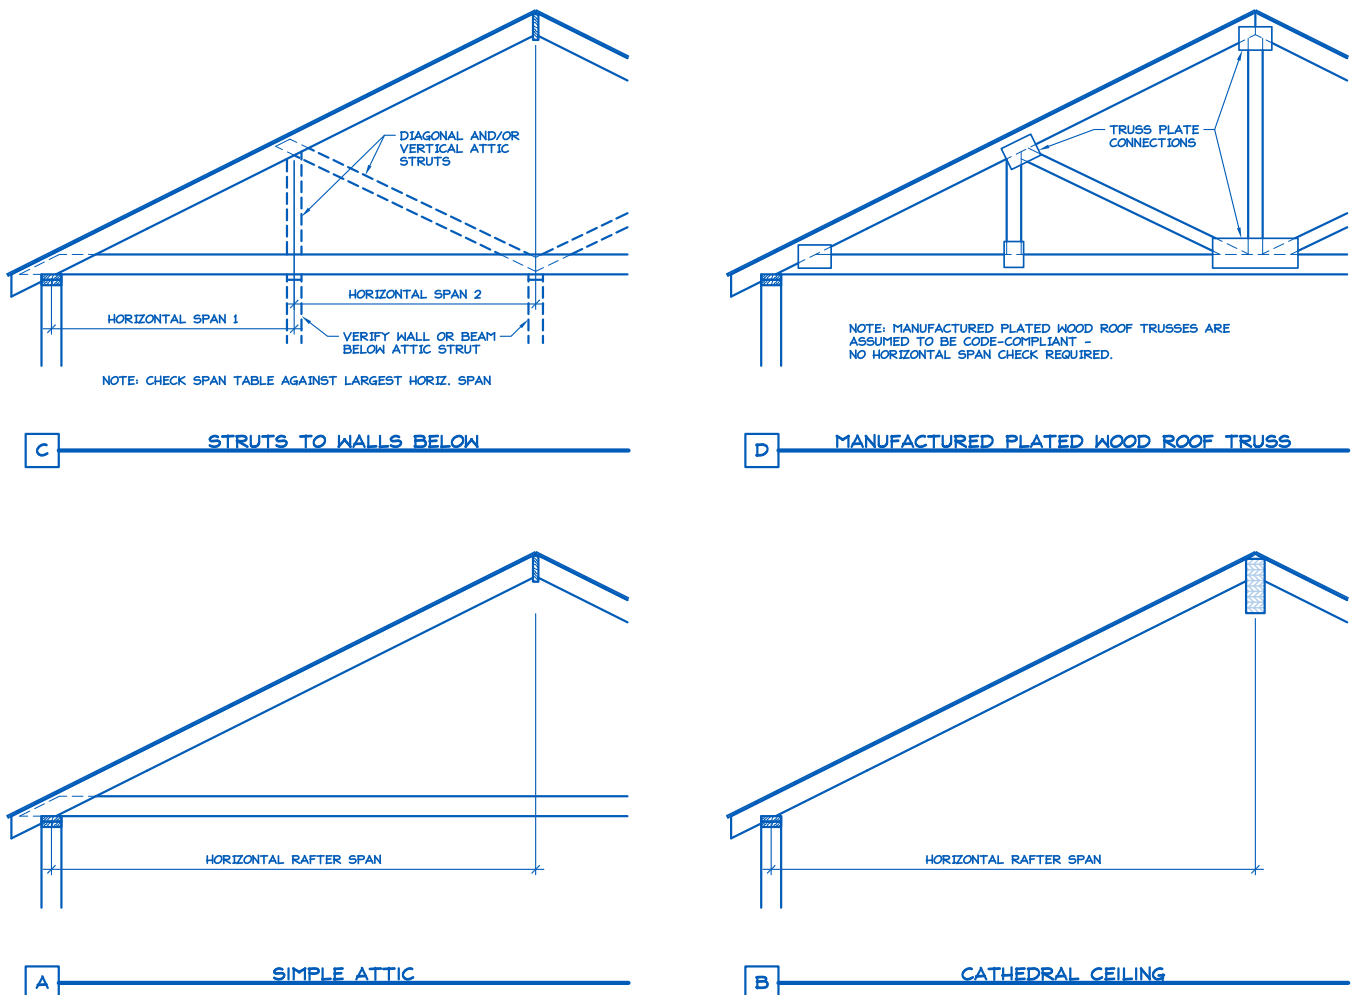 DIAGONAL AND/OR
VERTICAL ATTIC
STRUTS
HORIZONTAL SPAN 2
HORIZONTAL SPAN 1
VERIFY WALL OR BEAM
BELOW ATTIC STRUT
NOTE: CHECK SPAN TABLE AGAINST LARGEST HORIZ. SPAN
C STRUTS TO WALLS BELOW
TRUSS PLATE
CONNECTIONS
NOTE: MANUFACTURED PLATED WOOD ROOF TRUSSES ARE
ASSUMED TO BE CODE-COMPLIANT -
NO HORIZONTAL SPAN CHECK REQUIRED.
D MANUFACTURED PLATED WOOD ROOF TRUSS
HORIZONTAL RAFTER SPAN
A SIMPLE ATTIC
HORIZONTAL RAFTER SPAN
B CATHEDRAL CEILING